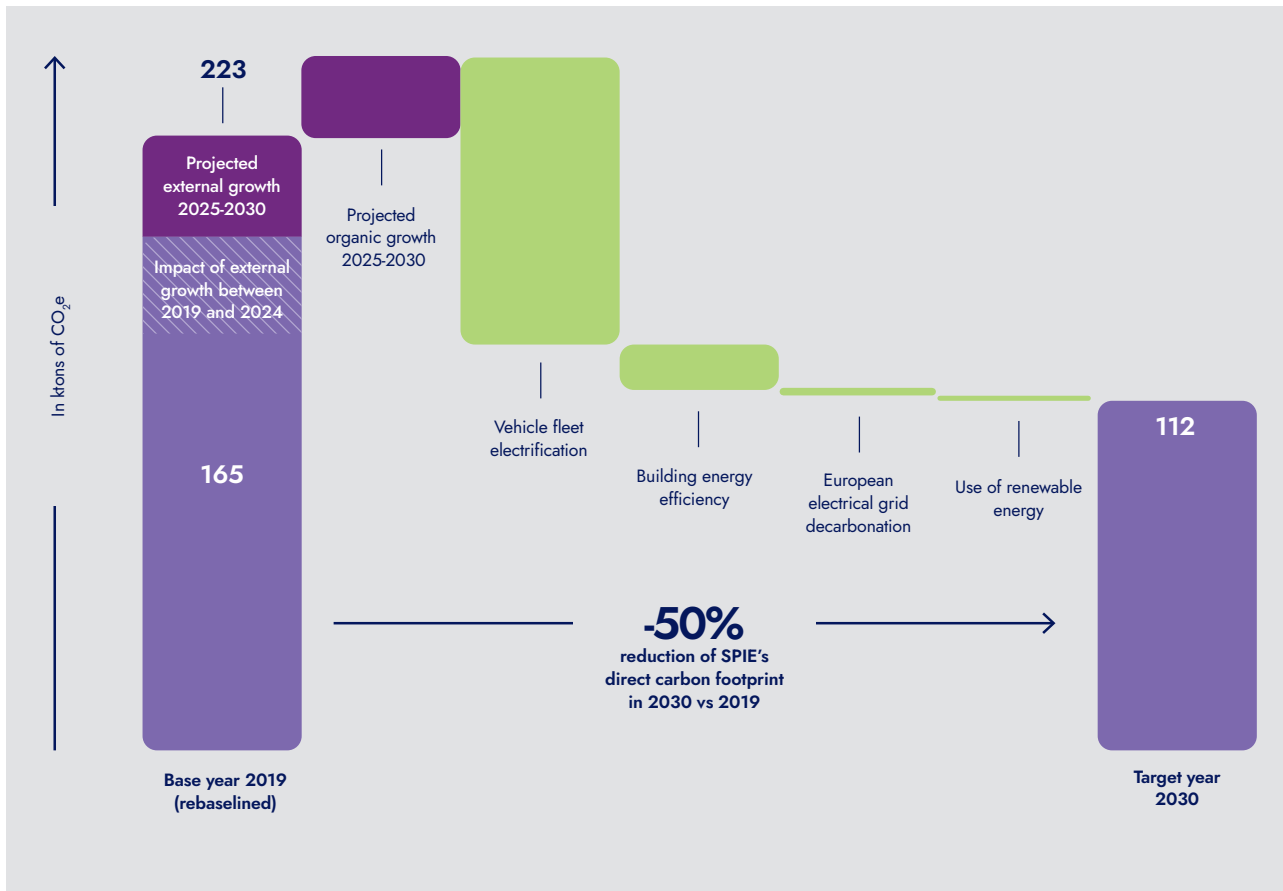 223
Projected
external growth
2025-2030
Impact of external
growth between
2019 and 2024
165
In ktons of CO₂e
Projected
organic growth
2025-2030
Vehicle fleet
electrification
Building energy
efficiency
European
electrical grid
decarbonation
Use of renewable
energy
112
-50%
reduction of SPIE’s
direct carbon footprint
in 2030 vs 2019
Base year 2019
(rebaselined)
Target year
2030